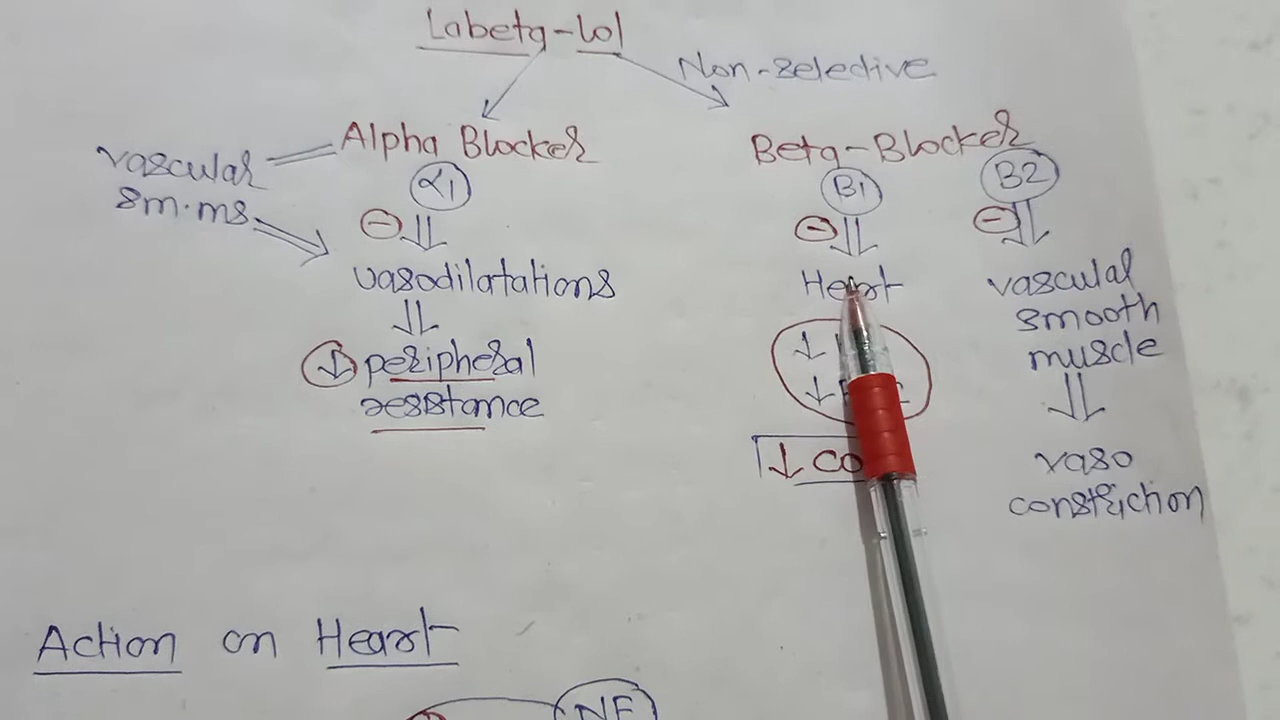 Labeta-lol
Non-selective
Alpha Blocker
Beta-Blocker
vascular
sm.ms
α1
B1
B2
vasodilatations
Heart
vascular
smooth
muscle
↓ peripheral
resistance
↓ CO
vaso
constriction
Action on Heart
NE